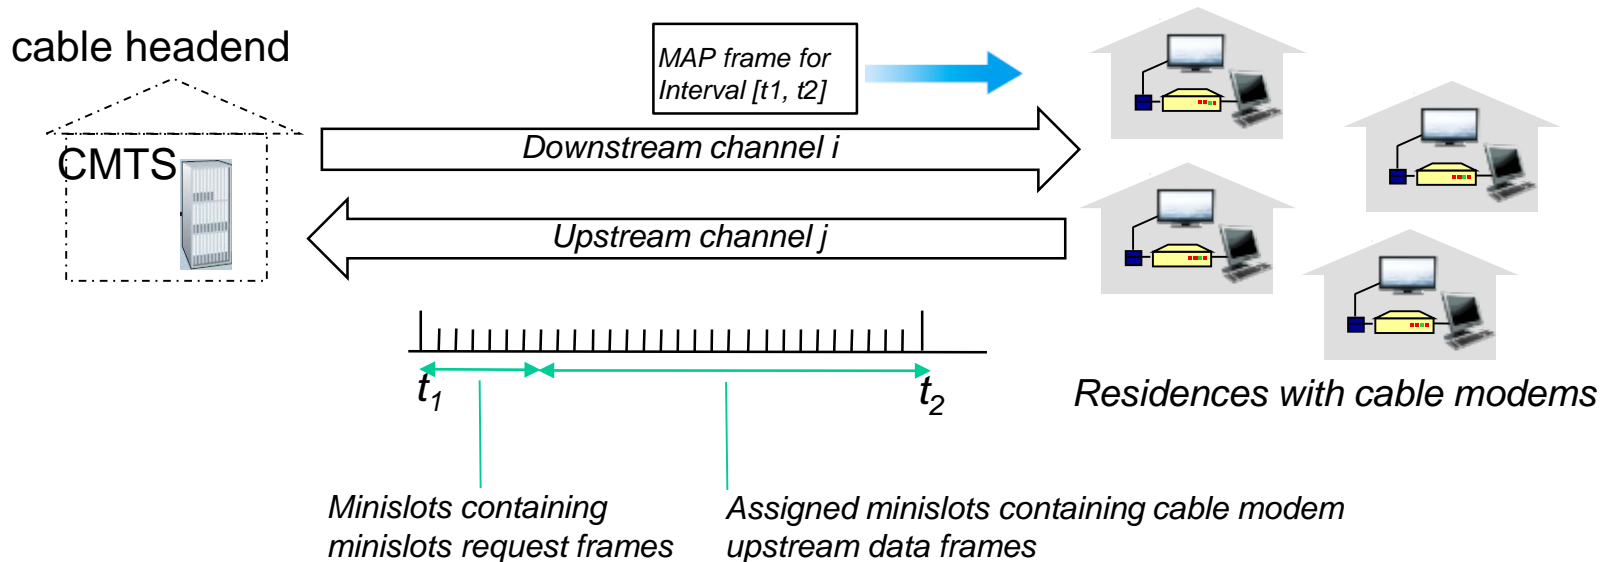 cable headend
MAP frame for
Interval [t1, t2]
CMTS
Downstream channel i
Upstream channel j
t1
t2
Residences with cable modems
Minislots containing
minislots request frames
Assigned minislots containing cable modem
upstream data frames